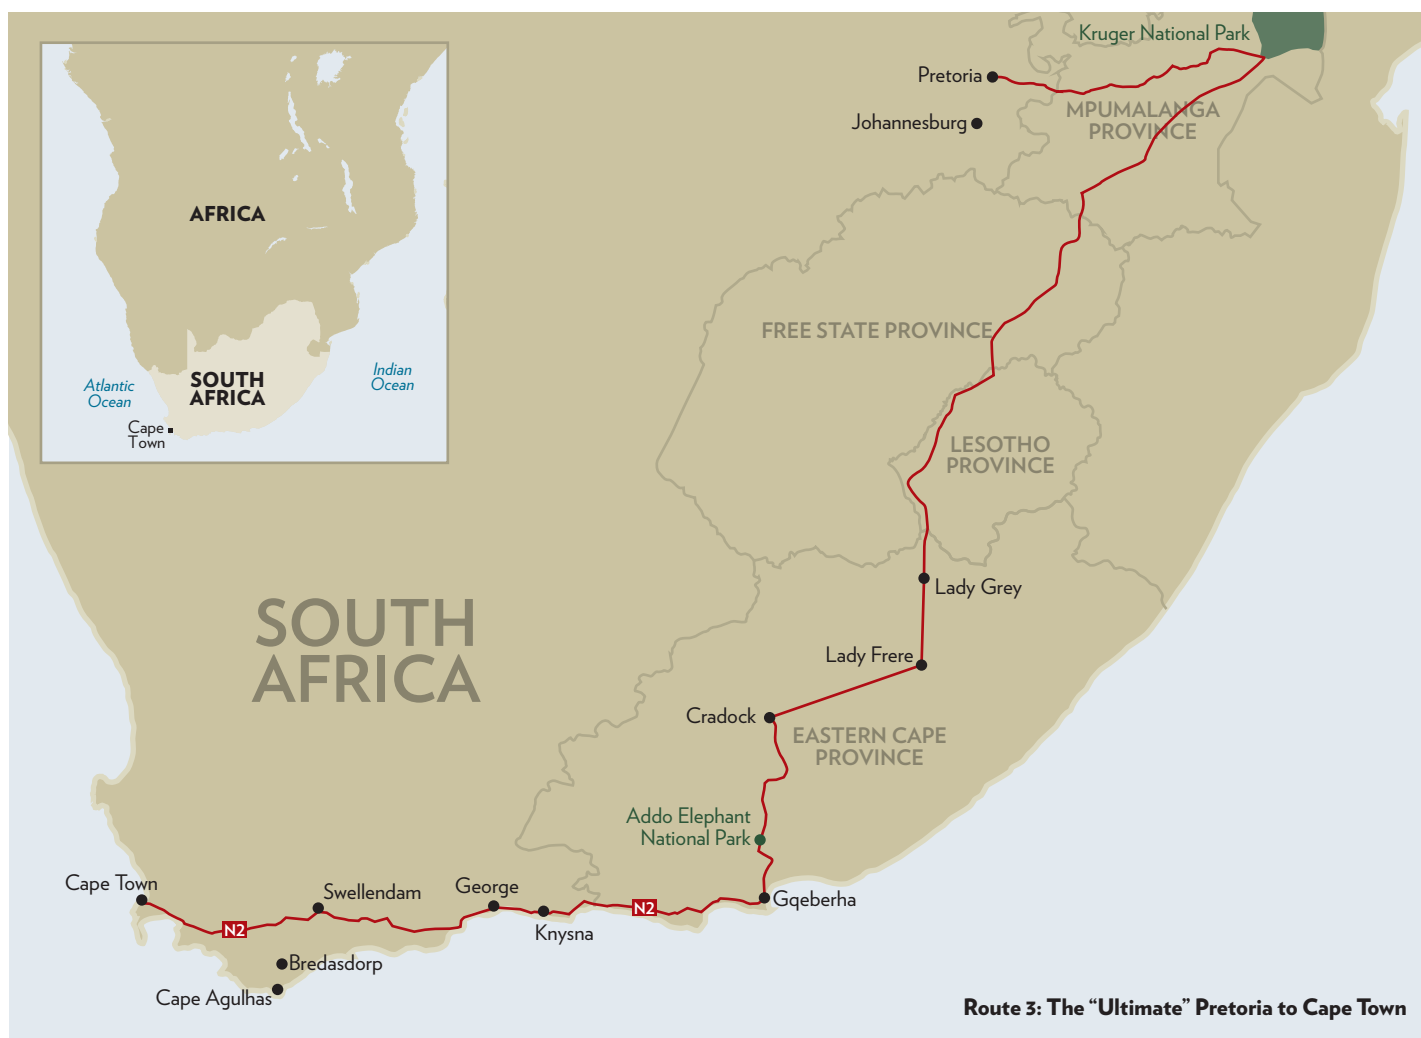 Kruger National Park
Pretoria
MPUMALANGA
PROVINCE
Johannesburg
AFRICA
FREE STATE PROVINCE
Indian
Ocean
SOUTH
AFRICA
Atlantic
Ocean
Cape
Town
LESOTHO
PROVINCE
Lady Grey
SOUTH
AFRICA
Lady Frere
Cradock
EASTERN CAPE
PROVINCE
Addo Elephant
National Park
Cape Town
Swellendam
George
Gqeberha
N2
N2
Knysna
Bredasdorp
Cape Agulhas
Route 3: The “Ultimate” Pretoria to Cape Town